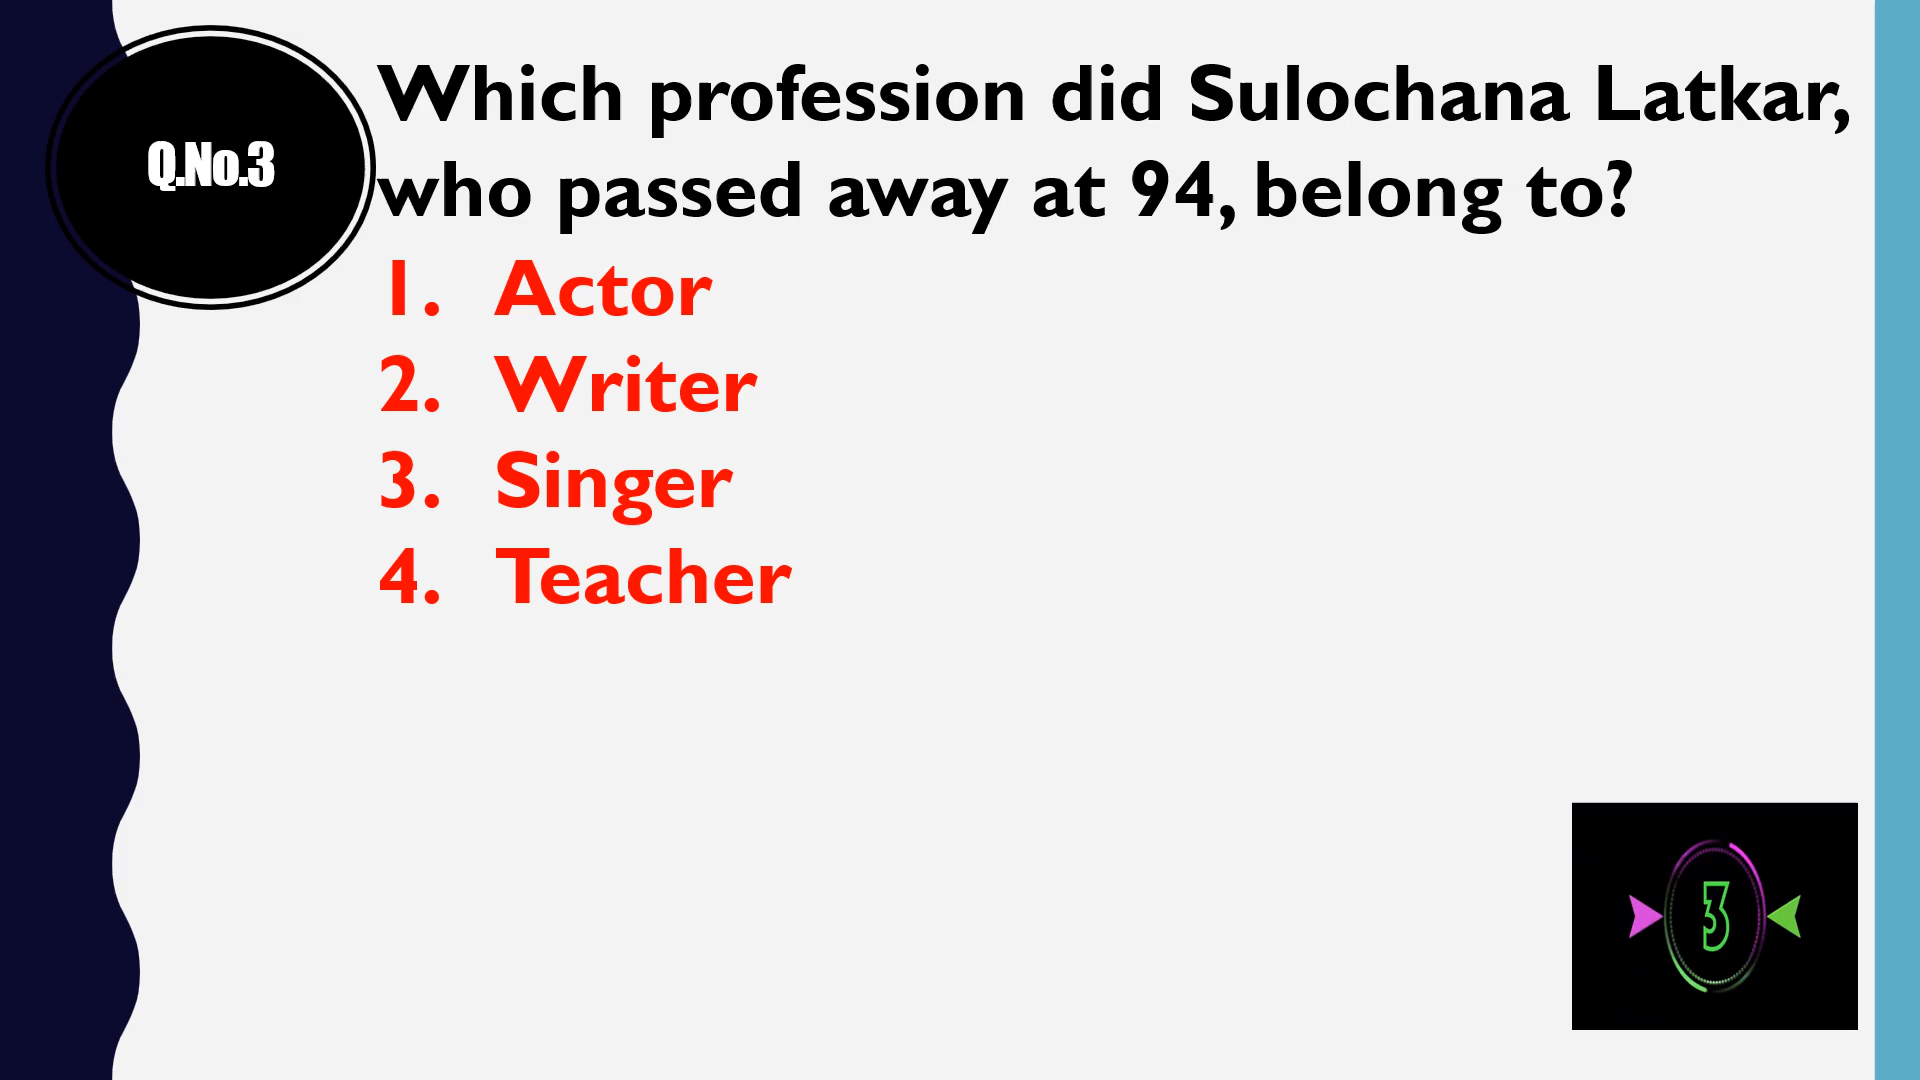 Q.No.3
Which profession did Sulochana Latkar,
who passed away at 94, belong to?
1. Actor
2. Writer
3. Singer
4. Teacher
3